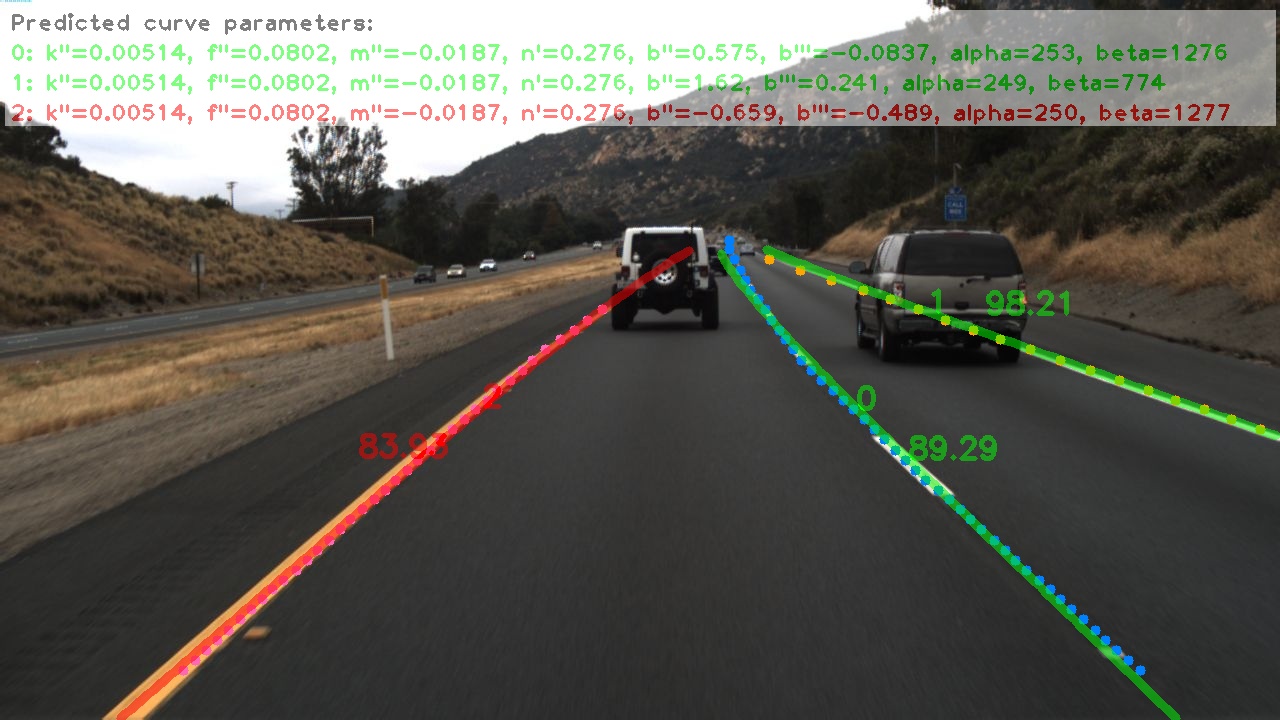 Predicted curve parameters:
0: k''=0.00514, f''=0.0802, m''=-0.0187, n'=0.276, b''=0.575, b'''=-0.0837, alpha=253, beta=1276
1: k''=0.00514, f''=0.0802, m''=-0.0187, n'=0.276, b''=1.62, b'''=0.241, alpha=249, beta=774
2: k''=0.00514, f''=0.0802, m''=-0.0187, n'=0.276, b''=-0.659, b'''=-0.489, alpha=250, beta=1277
CALL
BOX
1 98.21
2
0
83.93
89.29